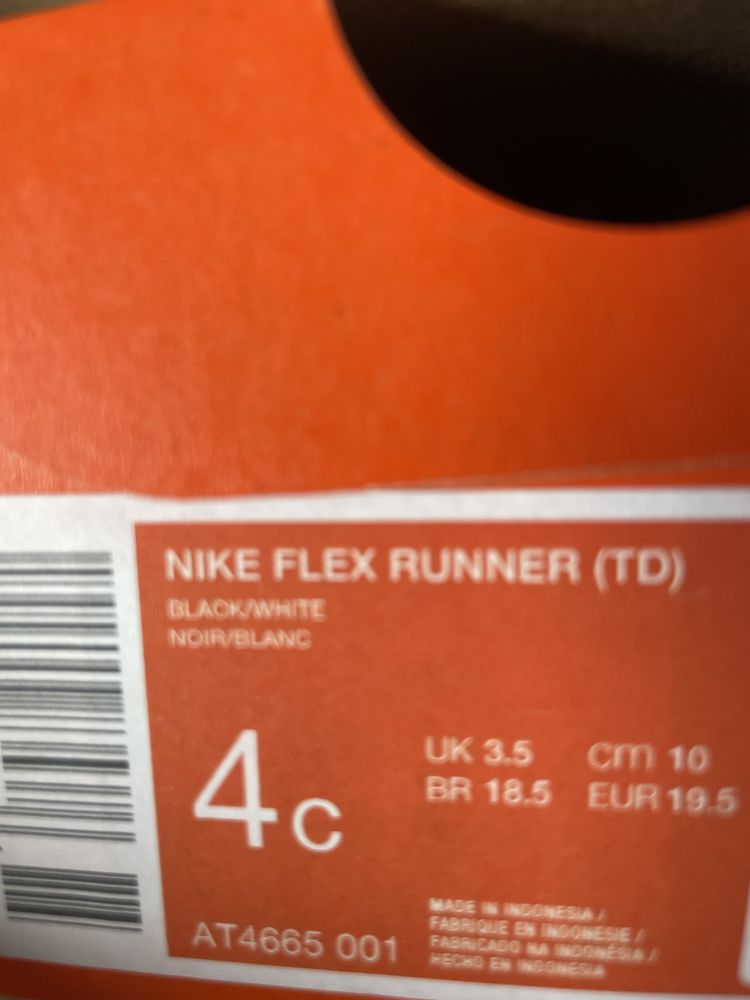 NIKE FLEX RUNNER (TD)
BLACK/WHITE
NOIR/BLANC
4c
UK 3.5 cm 10
BR 18.5 EUR 19.5
AT4665 001
MADE IN INDONESIA /
FABRIQUE EN INDONESIE /
FABRICADO NA INDONÉSIA /
HECHO EN INDONESIA